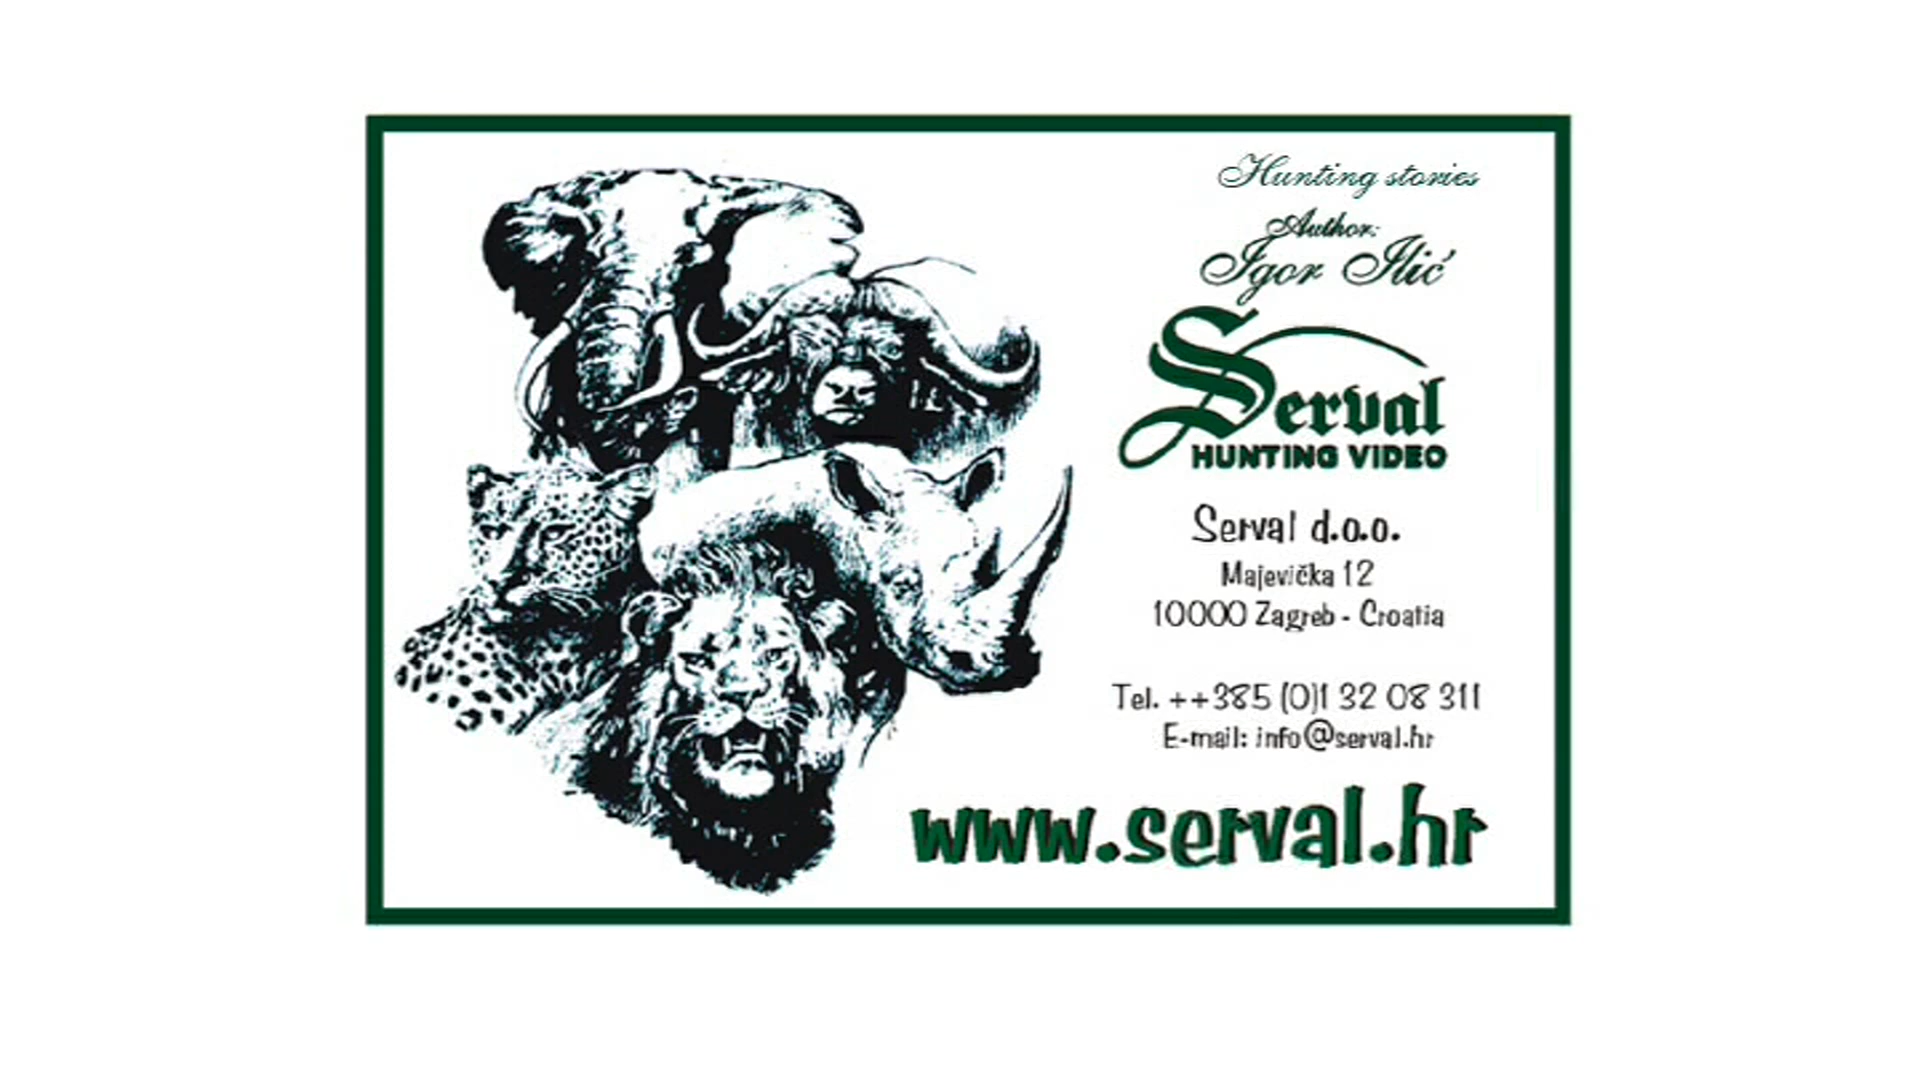 Hunting stories
Author:
Igor Ilić
Serval
HUNTING VIDEO
Serval d.o.o.
Majevička 12
10000 Zagreb - Croatia
Tel. ++385 (0)1 32 08 311
E-mail: info@serval.hr
www.serval.hr